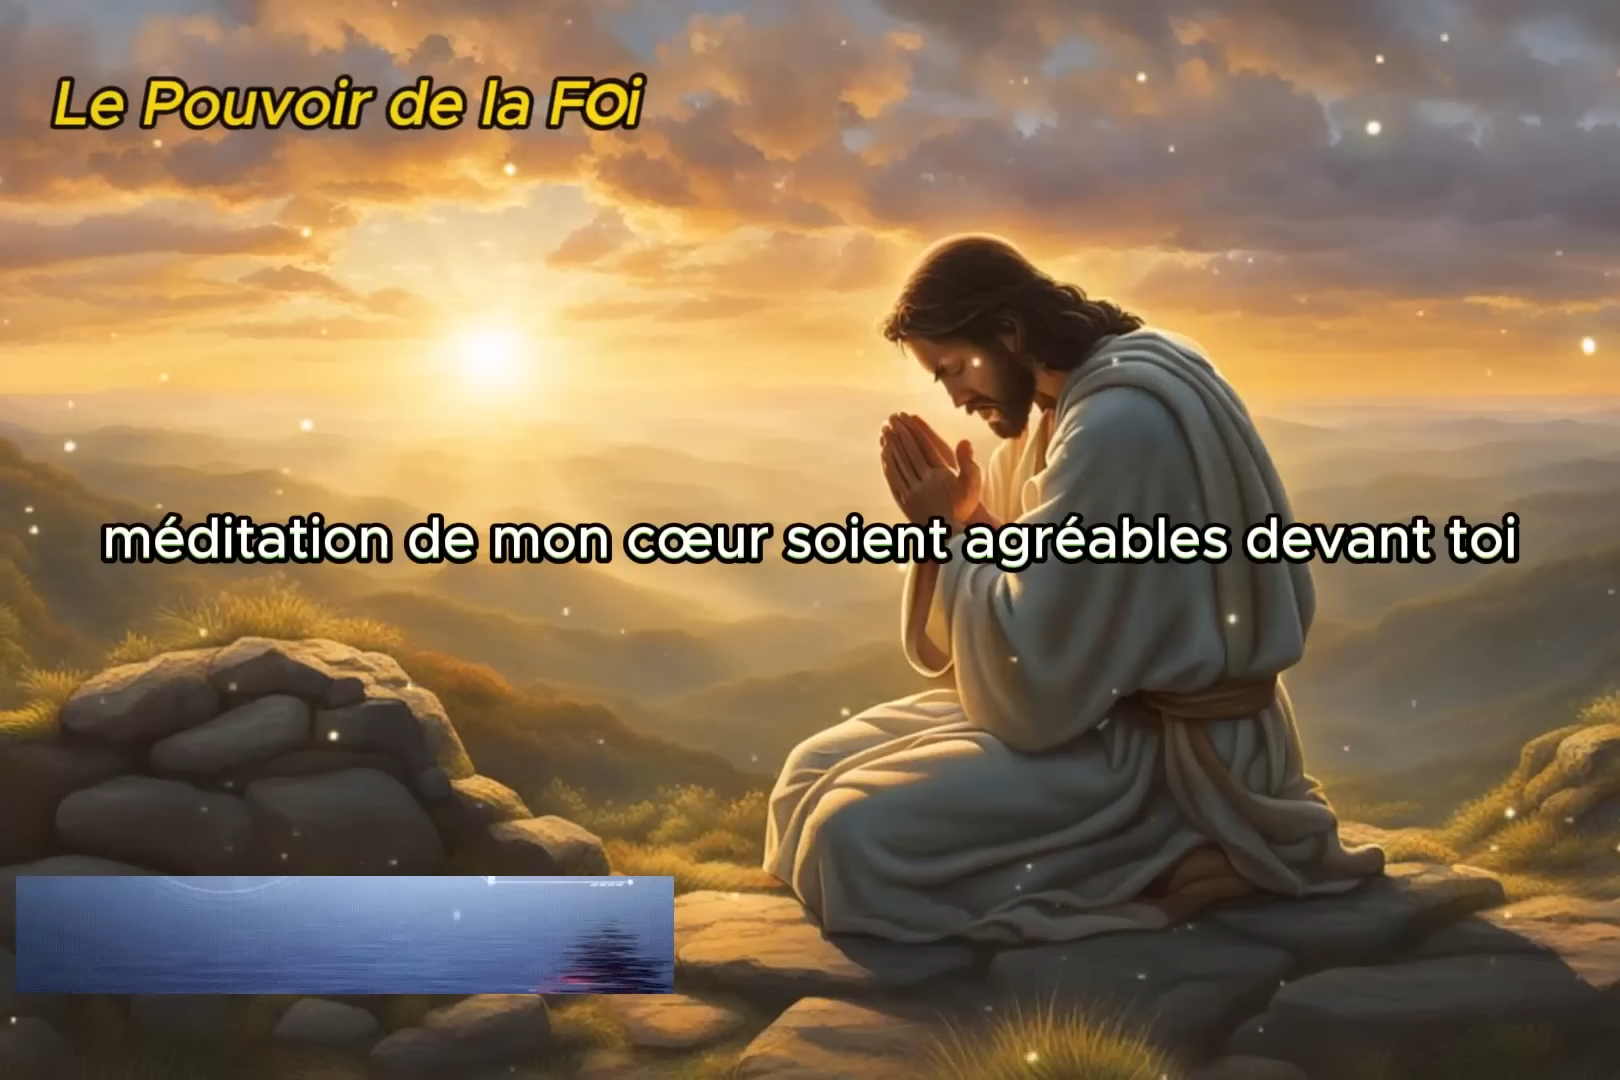 Le Pouvoir de la FOi
méditation de mon cœur soient agréables devant toi